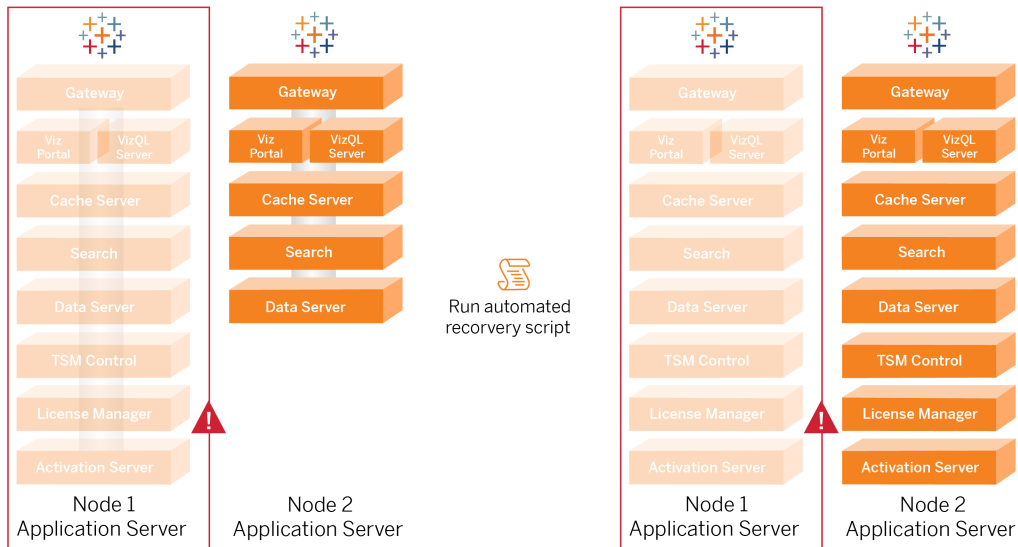 Gateway
Viz
Portal
VizQL
Server
Cache Server
Search
Data Server
TSM Control
License Manager
!
Activation Server
Node 1
Application Server
Gateway
Viz
Portal
VizQL
Server
Cache Server
Search
Data Server
Node 2
Application Server
Run automated
recorvery script
Gateway
Viz
Portal
VizQL
Server
Cache Server
Search
Data Server
TSM Control
License Manager
!
Activation Server
Node 1
Application Server
Gateway
Viz
Portal
VizQL
Server
Cache Server
Search
Data Server
TSM Control
License Manager
Activation Server
Node 2
Application Server